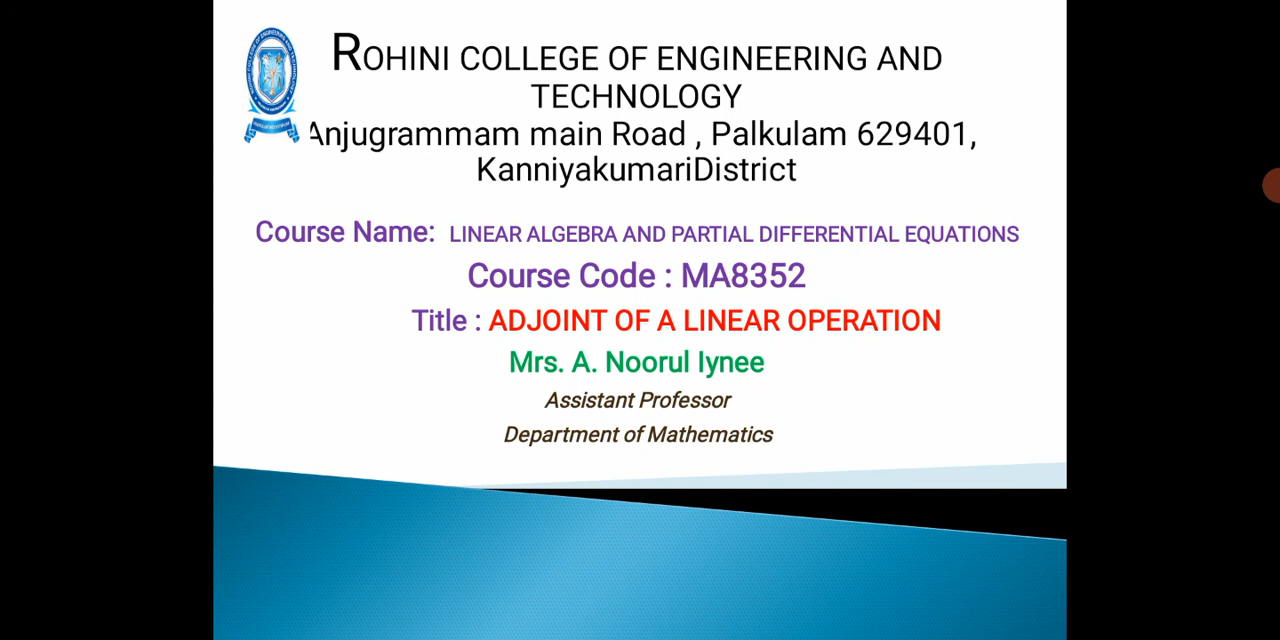 ROHINI COLLEGE OF ENGINEERING AND
TECHNOLOGY
Anjugrammam main Road , Palkulam 629401,
KanniyakumariDistrict
Course Name: LINEAR ALGEBRA AND PARTIAL DIFFERENTIAL EQUATIONS
Course Code : MA8352
Title : ADJOINT OF A LINEAR OPERATION
Mrs. A. Noorul Iynee
Assistant Professor
Department of Mathematics